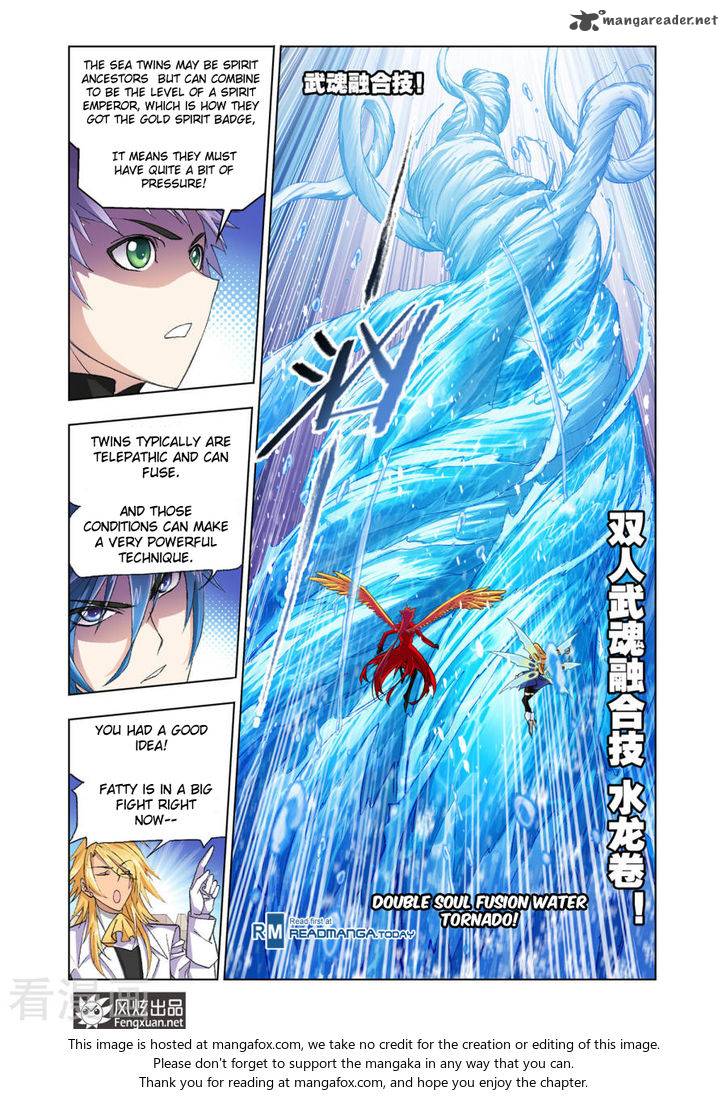 mangareader.net
THE SEA TWINS MAY BE SPIRIT
ANCESTORS BUT CAN COMBINE
TO BE THE LEVEL OF A SPIRIT
EMPEROR, WHICH IS HOW THEY
GOT THE GOLD SPIRIT BADGE,
IT MEANS THEY MUST
HAVE QUITE A BIT OF
PRESSURE!
武魂融合技！
TWINS TYPICALLY ARE
TELEPATHIC AND CAN
FUSE.
AND THOSE
CONDITIONS CAN MAKE
A VERY POWERFUL
TECHNIQUE.
双人武魂融合技 水龙卷！
YOU HAD A GOOD
IDEA!
FATTY IS IN A BIG
FIGHT RIGHT
NOW--
DOUBLE SOUL FUSION WATER
TORNADO!
RM
Read first at
READMANGA.TODAY
看漫画
风炫出品
Fengxuan.net
This image is hosted at mangafox.com, we take no credit for the creation or editing of this image.
Please don't forget to support the mangaka in any way that you can.
Thank you for reading at mangafox.com, and hope you enjoy the chapter.